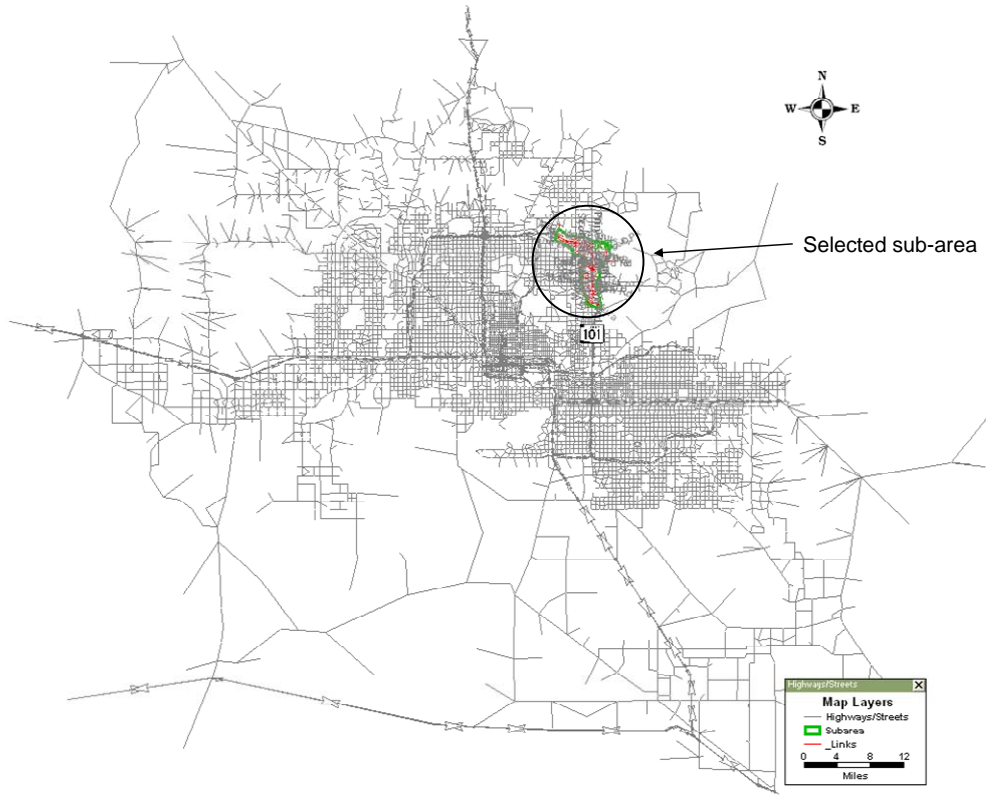 N
W E
S
Selected sub-area
101
Highways/Streets
Map Layers
Highways/Streets
Subarea
_Links
0 4 8 12
Miles